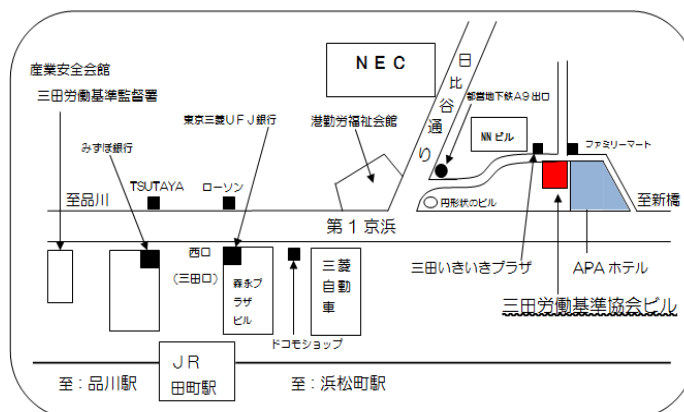 産業安全会館
三田労働基準監督署
みずほ銀行
東京三菱UFJ銀行
港勤労福祉会館
NEC
日比谷通り
都営地下鉄A9出口
NNビル
ファミリーマート
TSUTAYA
ローソン
至品川
第1京浜
円形状のビル
至新橋
西口
(三田口)
森永プ
ラザ
ビル
三菱
自動
車
ドコモショップ
三田いきいきプラザ
APAホテル
三田労働基準協会ビル
JR
田町駅
至:品川駅
至:浜松町駅